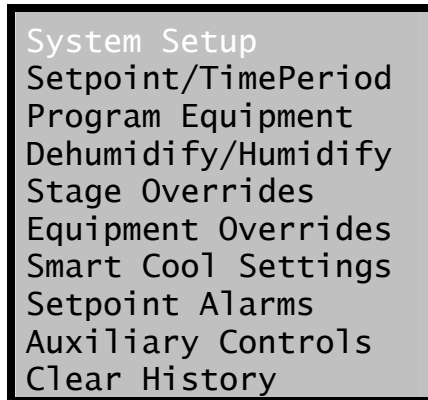 System Setup
Setpoint/TimePeriod
Program Equipment
Dehumidify/Humidify
Stage Overrides
Equipment Overrides
Smart Cool Settings
Setpoint Alarms
Auxiliary Controls
Clear History